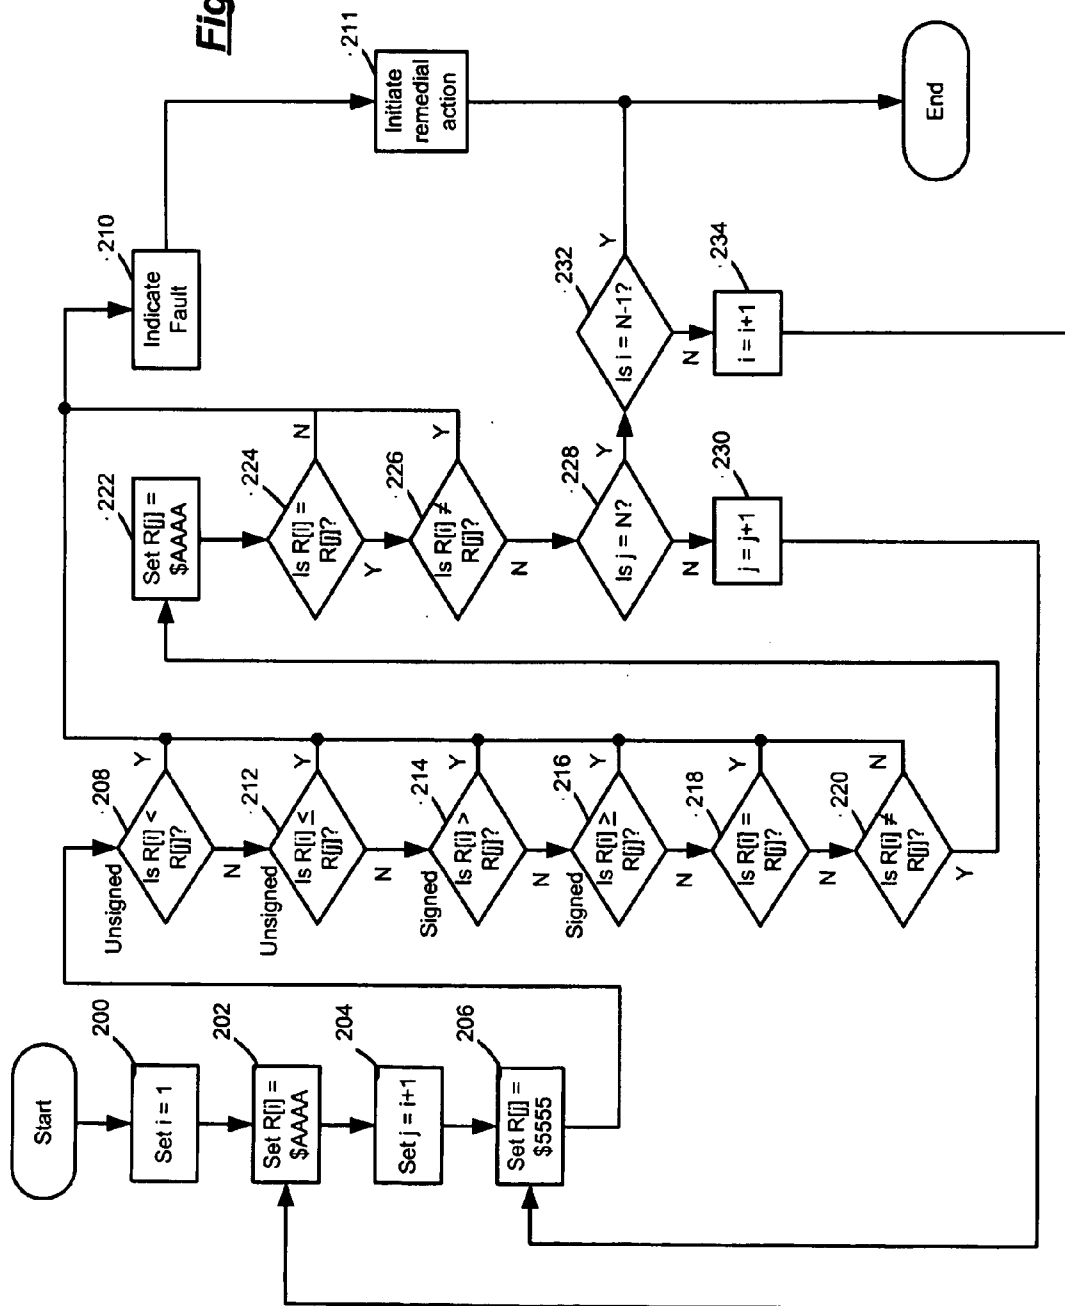 Fig
Start
200
Set i = 1
202
Set R[i] =
$AAAA
204
Set j = i+1
206
Set R[j] =
$5555
Unsigned
208
Is R[i] <
R[j]?
Y
N
Unsigned
212
Is R[i] ≤
R[j]?
Y
N
Signed
214
Is R[i] >
R[j]?
Y
N
Signed
216
Is R[i] ≥
R[j]?
Y
N
218
Is R[i] =
R[j]?
Y
N
220
Is R[i] ≠
R[j]?
N
Y
222
Set R[j] =
$AAAA
224
Is R[i] =
R[j]?
N
Y
226
Is R[i] ≠
R[j]?
Y
N
228
Is j = N?
Y
N
230
j = j+1
232
Is i = N-1?
Y
N
234
i = i+1
210
Indicate
Fault
211
Initiate
remedial
action
End